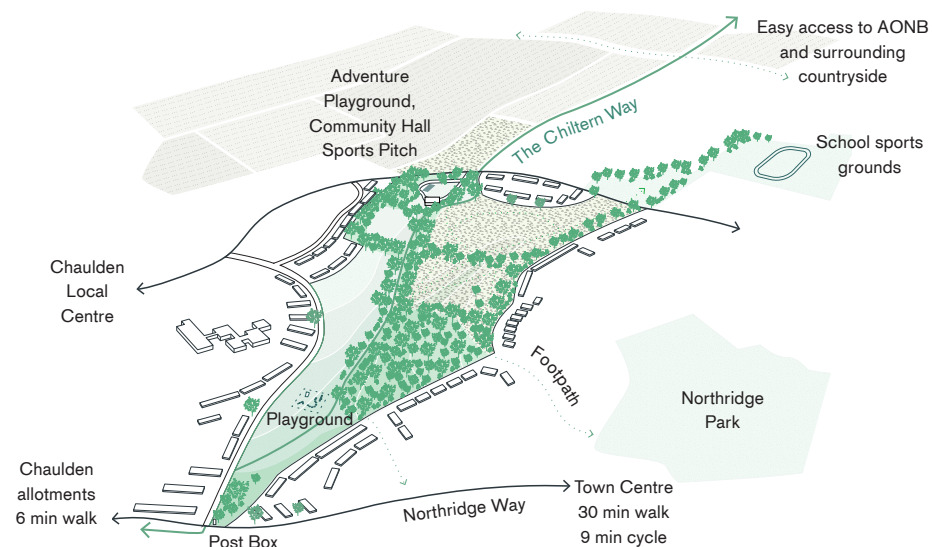 Easy access to AONB
and surrounding
countryside
Adventure
Playground,
Community Hall
Sports Pitch
The Chiltern Way
School sports
grounds
Chaulden
Local
Centre
Footpath
Northridge
Park
Playground
Chaulden
allotments
6 min walk
Northridge Way
Town Centre
30 min walk
9 min cycle
Post Box